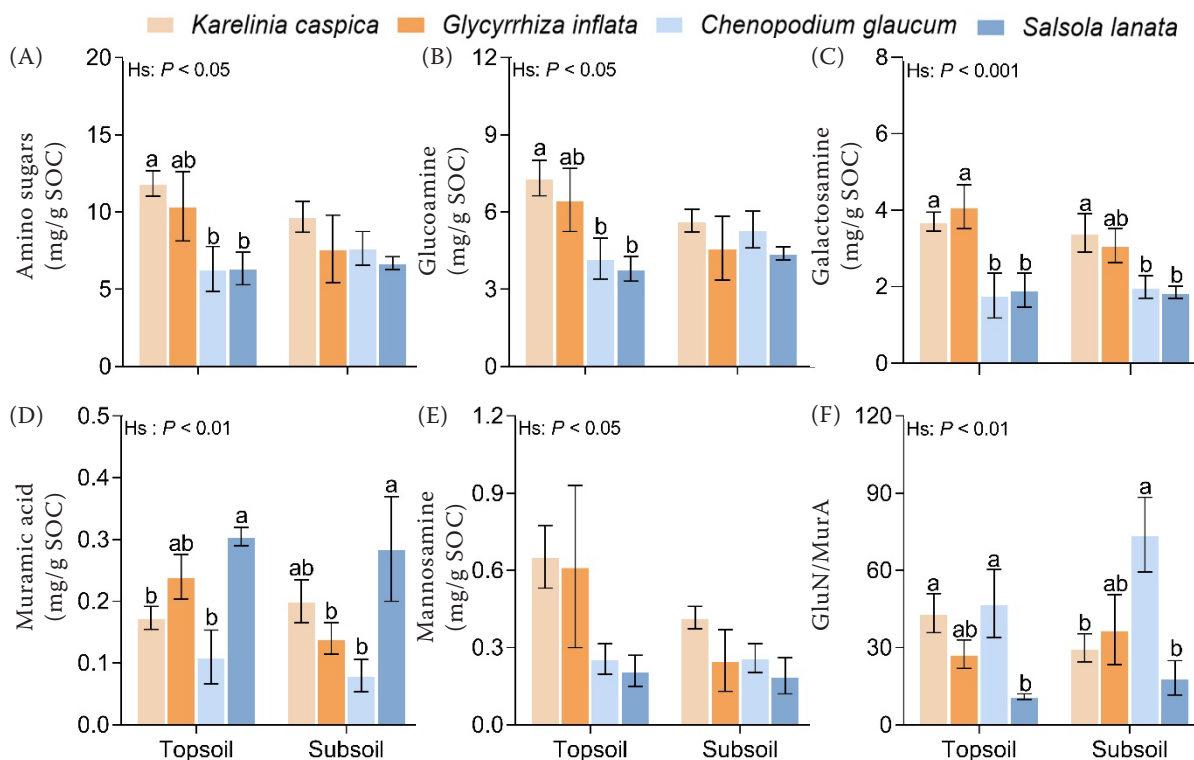 Karelinia caspica Glycyrrhiza inflata Chenopodium glaucum Salsola lanata
(A)
Hs: P < 0.05
Amino sugars
(mg/g SOC)
20
15
10
5
0
a ab b b
(B)
Hs: P < 0.05
Glucoamine
(mg/g SOC)
12
9
6
3
0
a ab b b
(C)
Hs: P < 0.001
Galactosamine
(mg/g SOC)
8
6
4
2
0
a a b b a ab b b
(D)
Hs : P < 0.01
Muramic acid
(mg/g SOC)
0.5
0.4
0.3
0.2
0.1
0.0
b ab b a ab b b a
Topsoil Subsoil
(E)
Hs: P < 0.05
Mannosamine
(mg/g SOC)
1.2
0.9
0.6
0.3
0.0
Topsoil Subsoil
(F)
Hs: P < 0.01
GluN/MurA
120
90
60
30
0
a ab a b b ab a b
Topsoil Subsoil